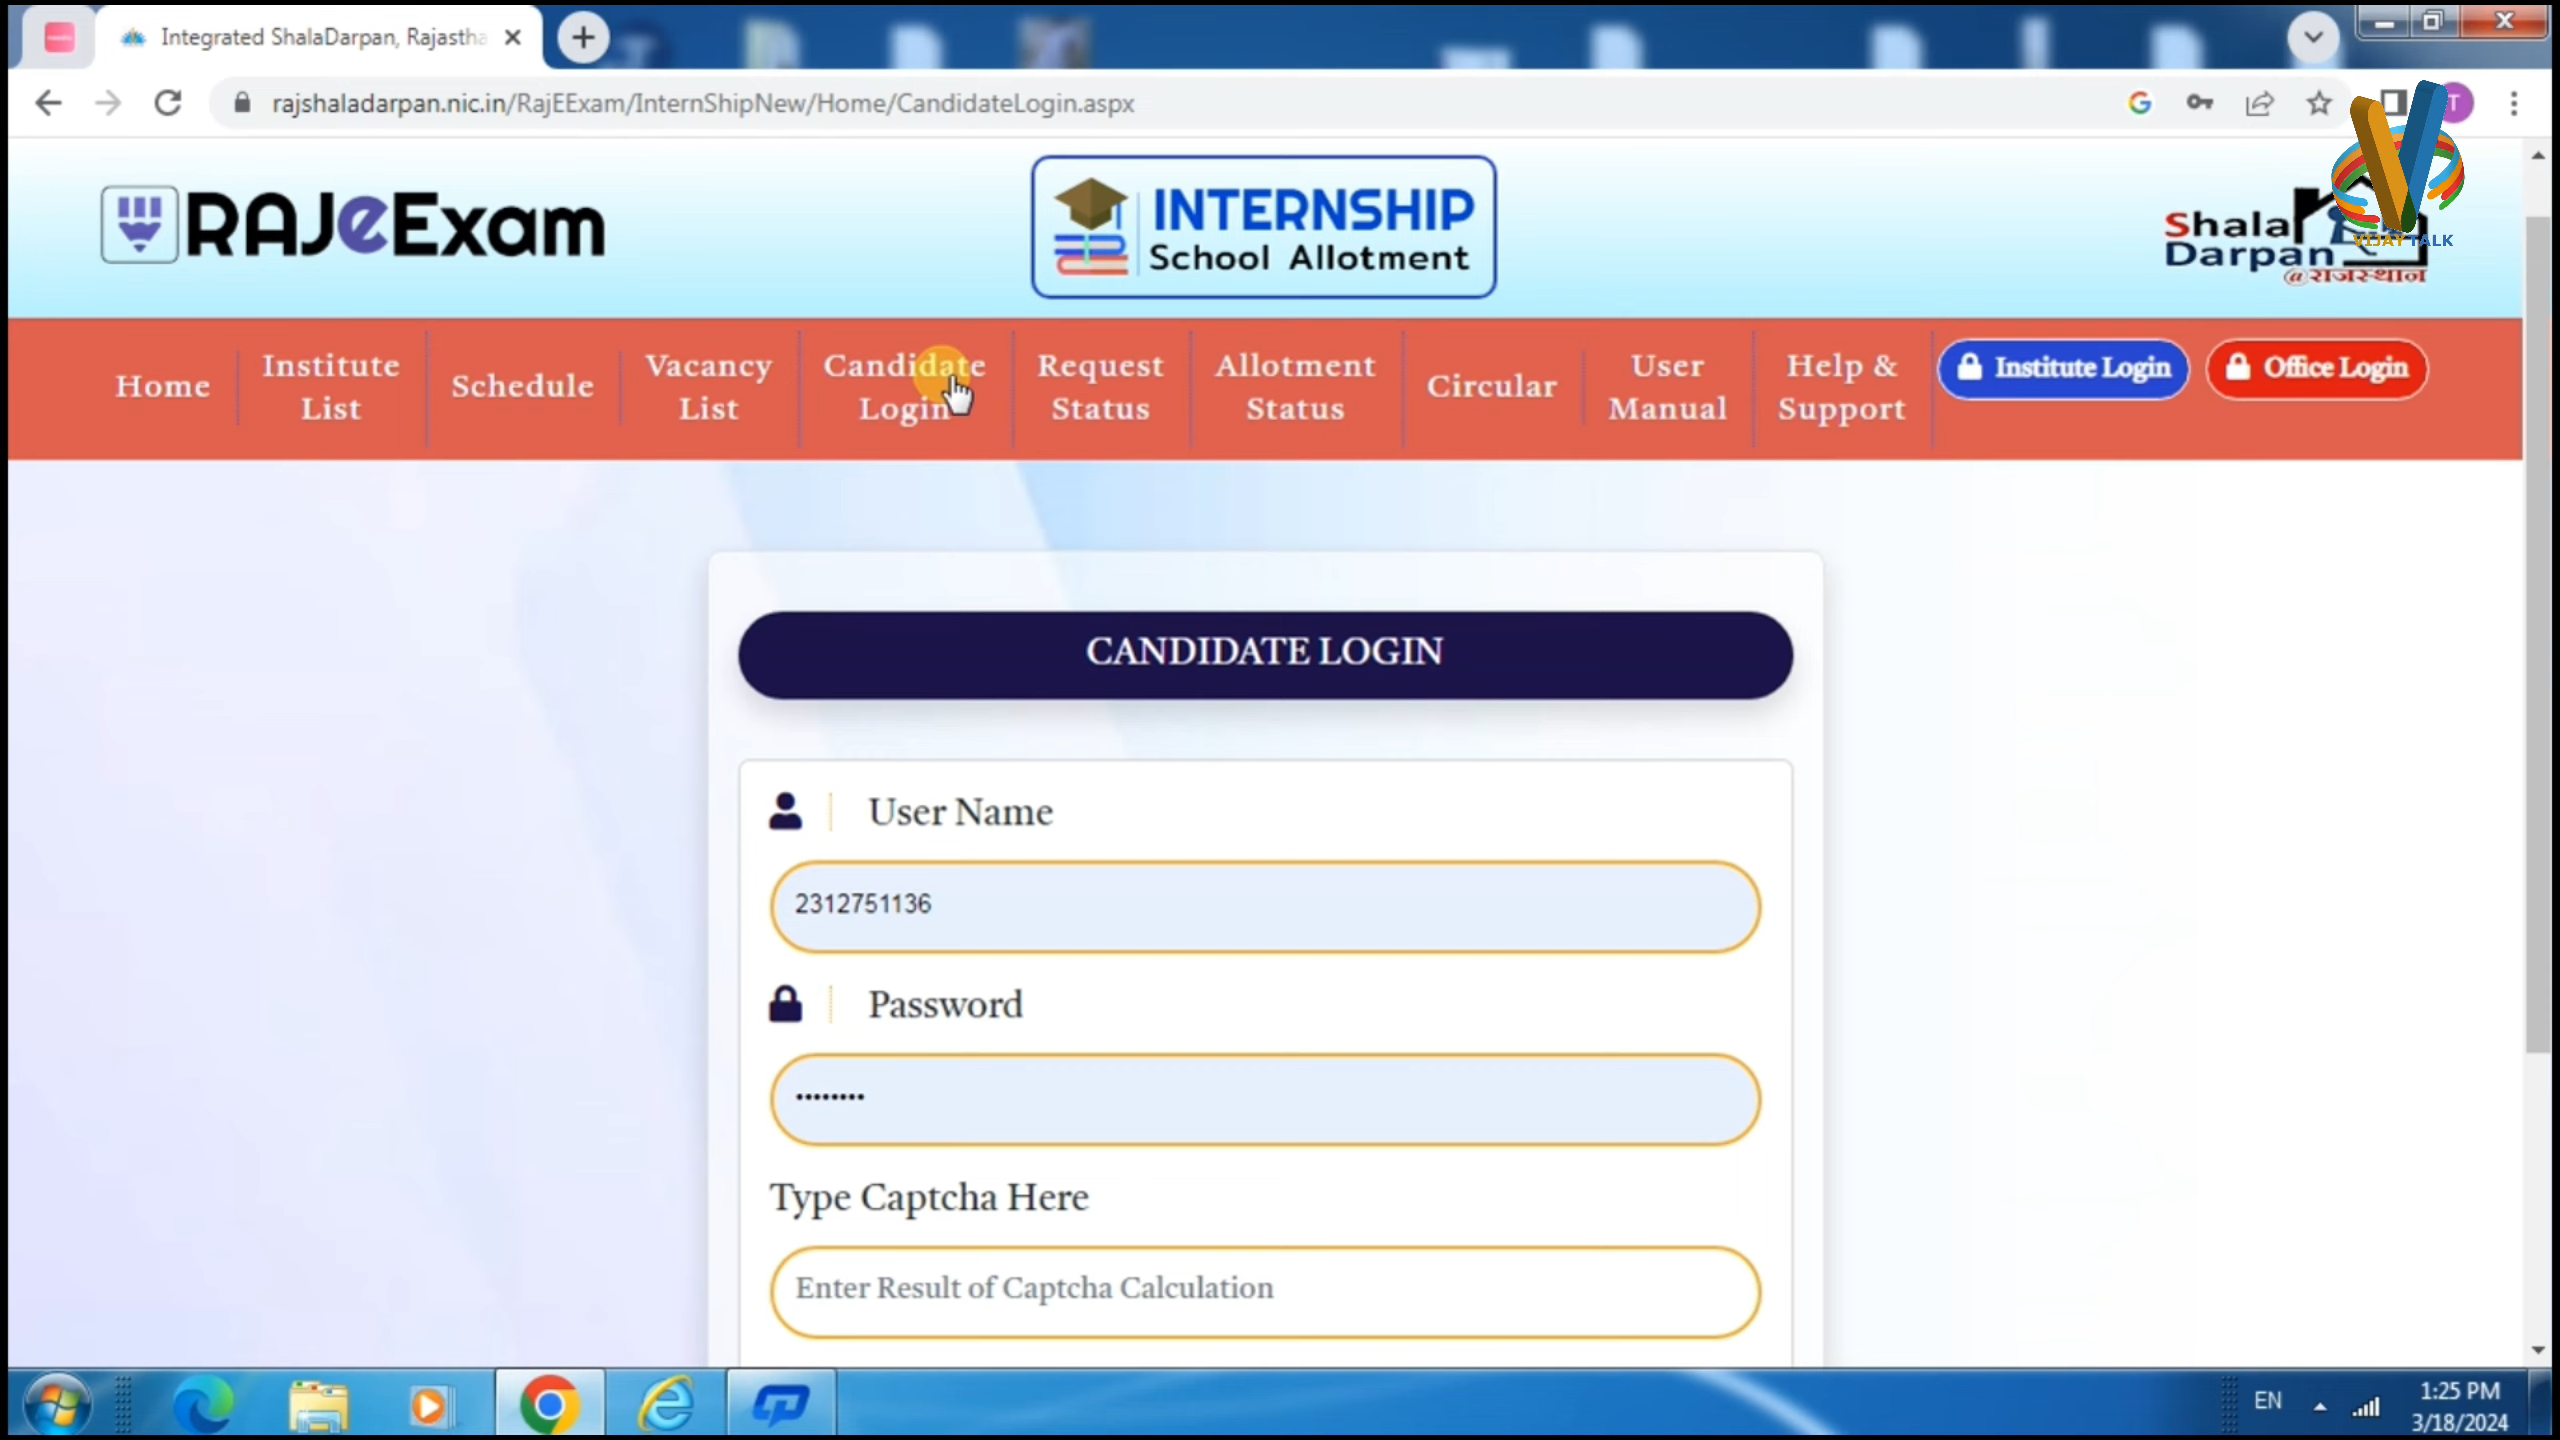 Integrated ShalaDarpan, Rajastha
rajshaladarpan.nic.in/RajEExam/InternShipNew/Home/CandidateLogin.aspx
T
RAJeExam
INTERNSHIP
School Allotment
Shala
Darpan
@राजस्थान
VIJAY TALK
Home
Institute
List
Schedule
Vacancy
List
Candidate
Login
Request
Status
Allotment
Status
Circular
User
Manual
Help &
Support
Institute Login
Office Login
CANDIDATE LOGIN
User Name
2312751136
Password
••••••••
Type Captcha Here
Enter Result of Captcha Calculation
EN
1:25 PM
3/18/2024